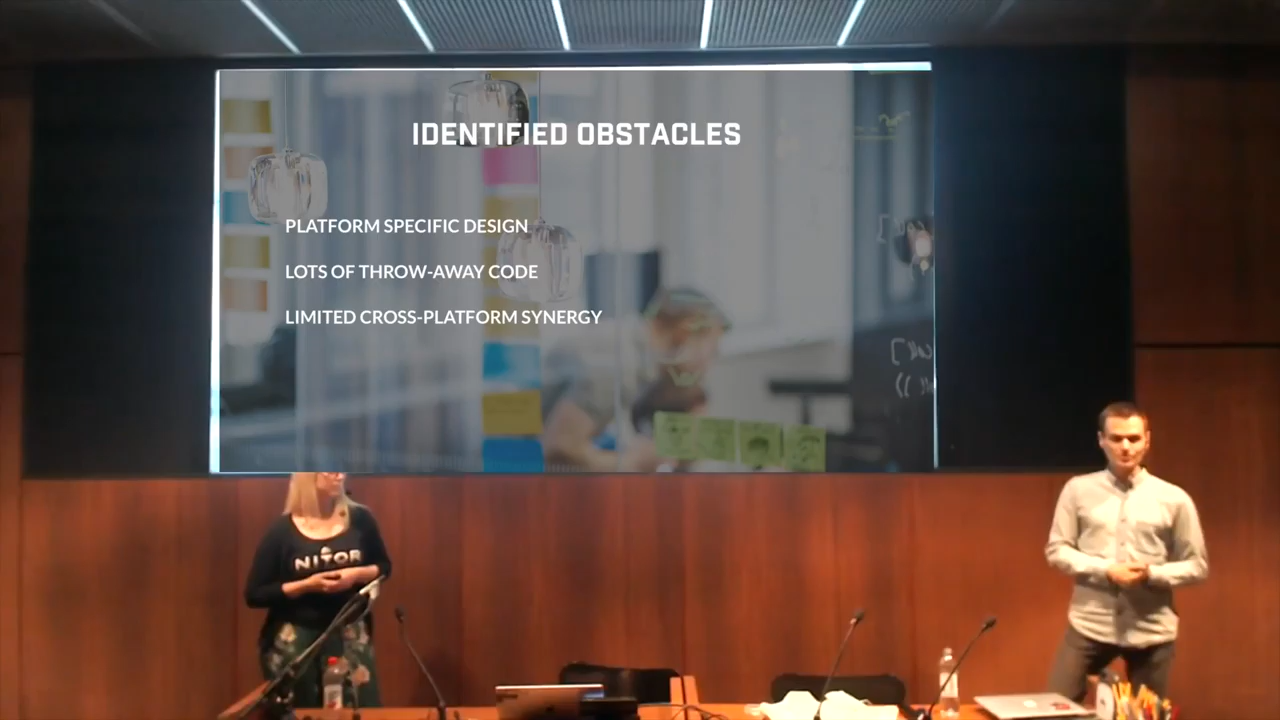 IDENTIFIED OBSTACLES
PLATFORM SPECIFIC DESIGN
LOTS OF THROW-AWAY CODE
LIMITED CROSS-PLATFORM SYNERGY
NITOR